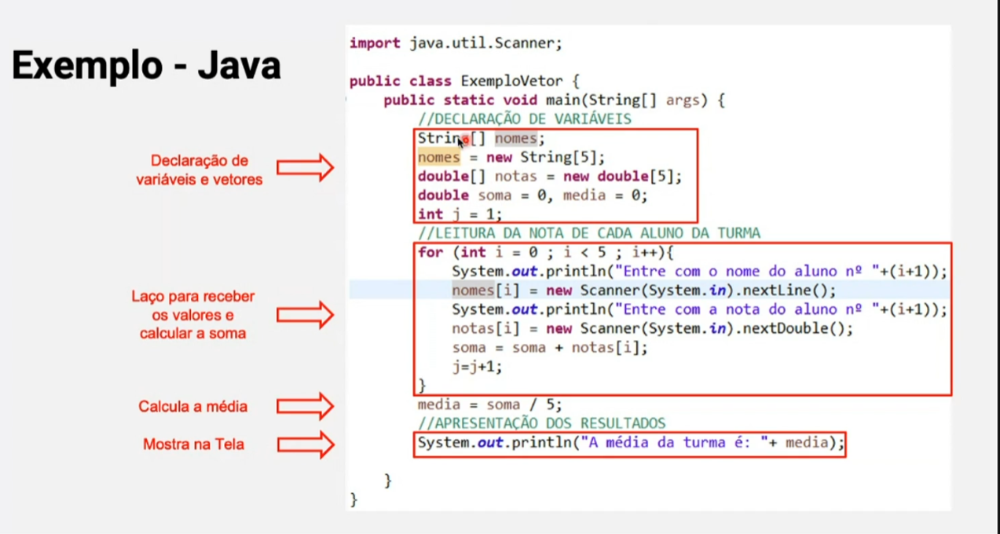 Exemplo - Java
import java.util.Scanner;
public class ExemploVetor {
public static void main(String[] args) {
//DECLARAÇÃO DE VARIÁVEIS
Declaração de
variáveis e vetores
String[] nomes;
nomes = new String[5];
double[] notas = new double[5];
double soma = 0, media = 0;
int j = 1;
//LEITURA DA NOTA DE CADA ALUNO DA TURMA
Laço para receber
os valores e
calcular a soma
for (int i = 0 ; i < 5 ; i++){
System.out.println("Entre com o nome do aluno nº "+(i+1));
nomes[i] = new Scanner(System.in).nextLine();
System.out.println("Entre com a nota do aluno nº "+(i+1));
notas[i] = new Scanner(System.in).nextDouble();
soma = soma + notas[i];
j=j+1;
}
Calcula a média
media = soma / 5;
//APRESENTAÇÃO DOS RESULTADOS
Mostra na Tela
System.out.println("A média da turma é: "+ media);
}
}